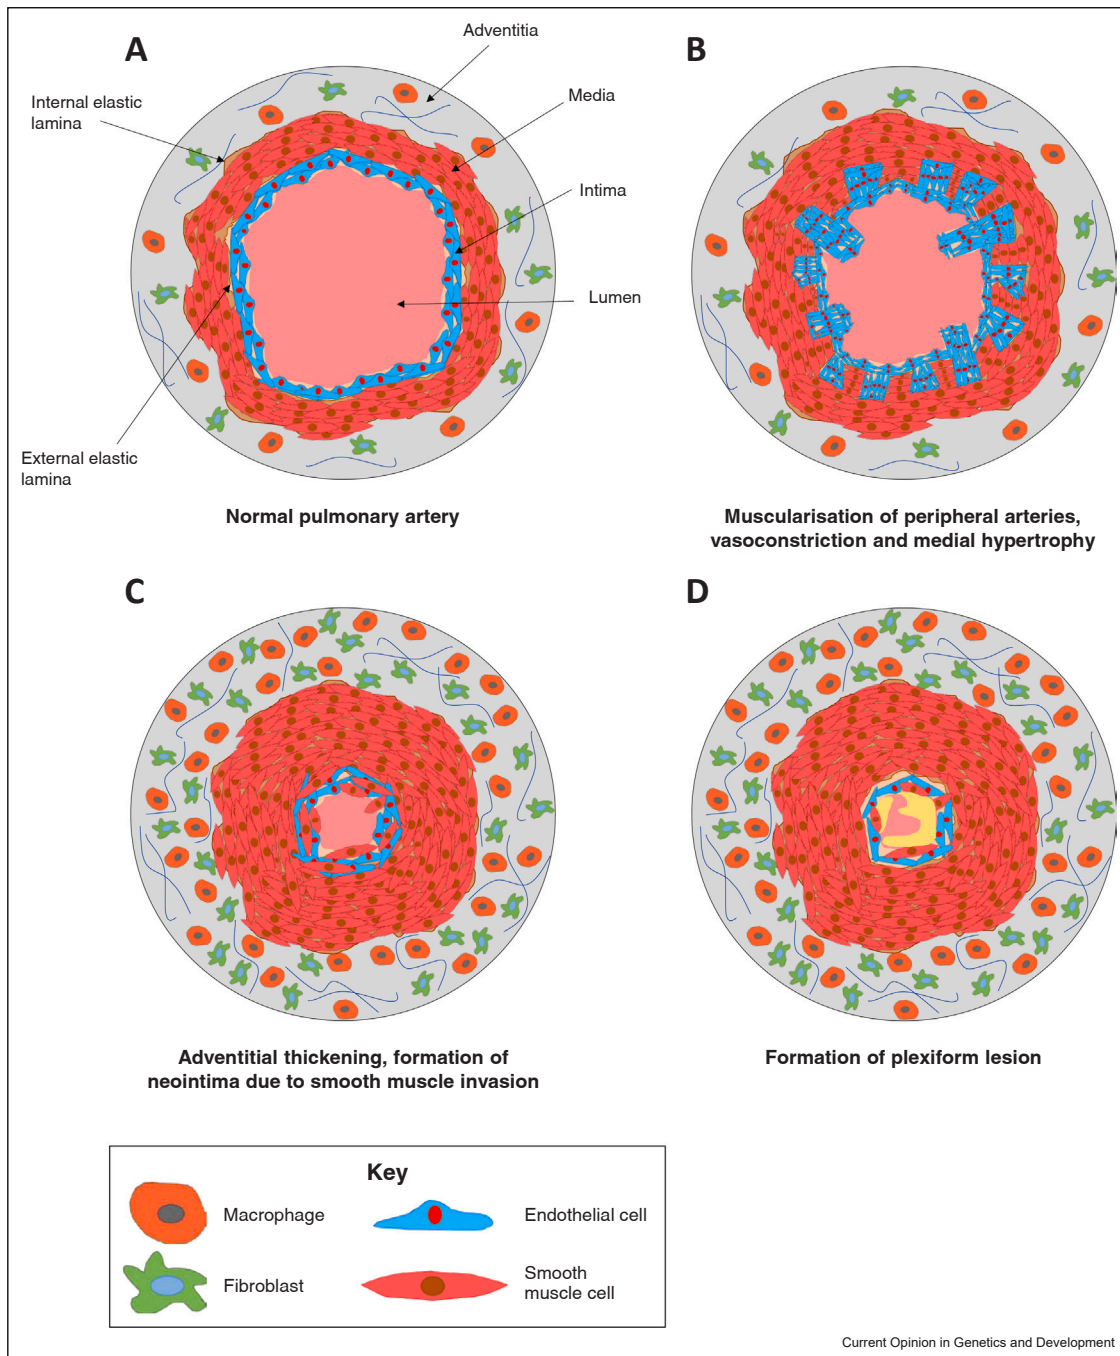 A
Adventitia
B
Internal elastic
lamina
Media
Intima
Lumen
External elastic
lamina
Normal pulmonary artery
Muscularisation of peripheral arteries,
vasoconstriction and medial hypertrophy
C
D
Adventitial thickening, formation of
neointima due to smooth muscle invasion
Formation of plexiform lesion
Key
Macrophage
Endothelial cell
Fibroblast
Smooth
muscle cell
Current Opinion in Genetics and Development